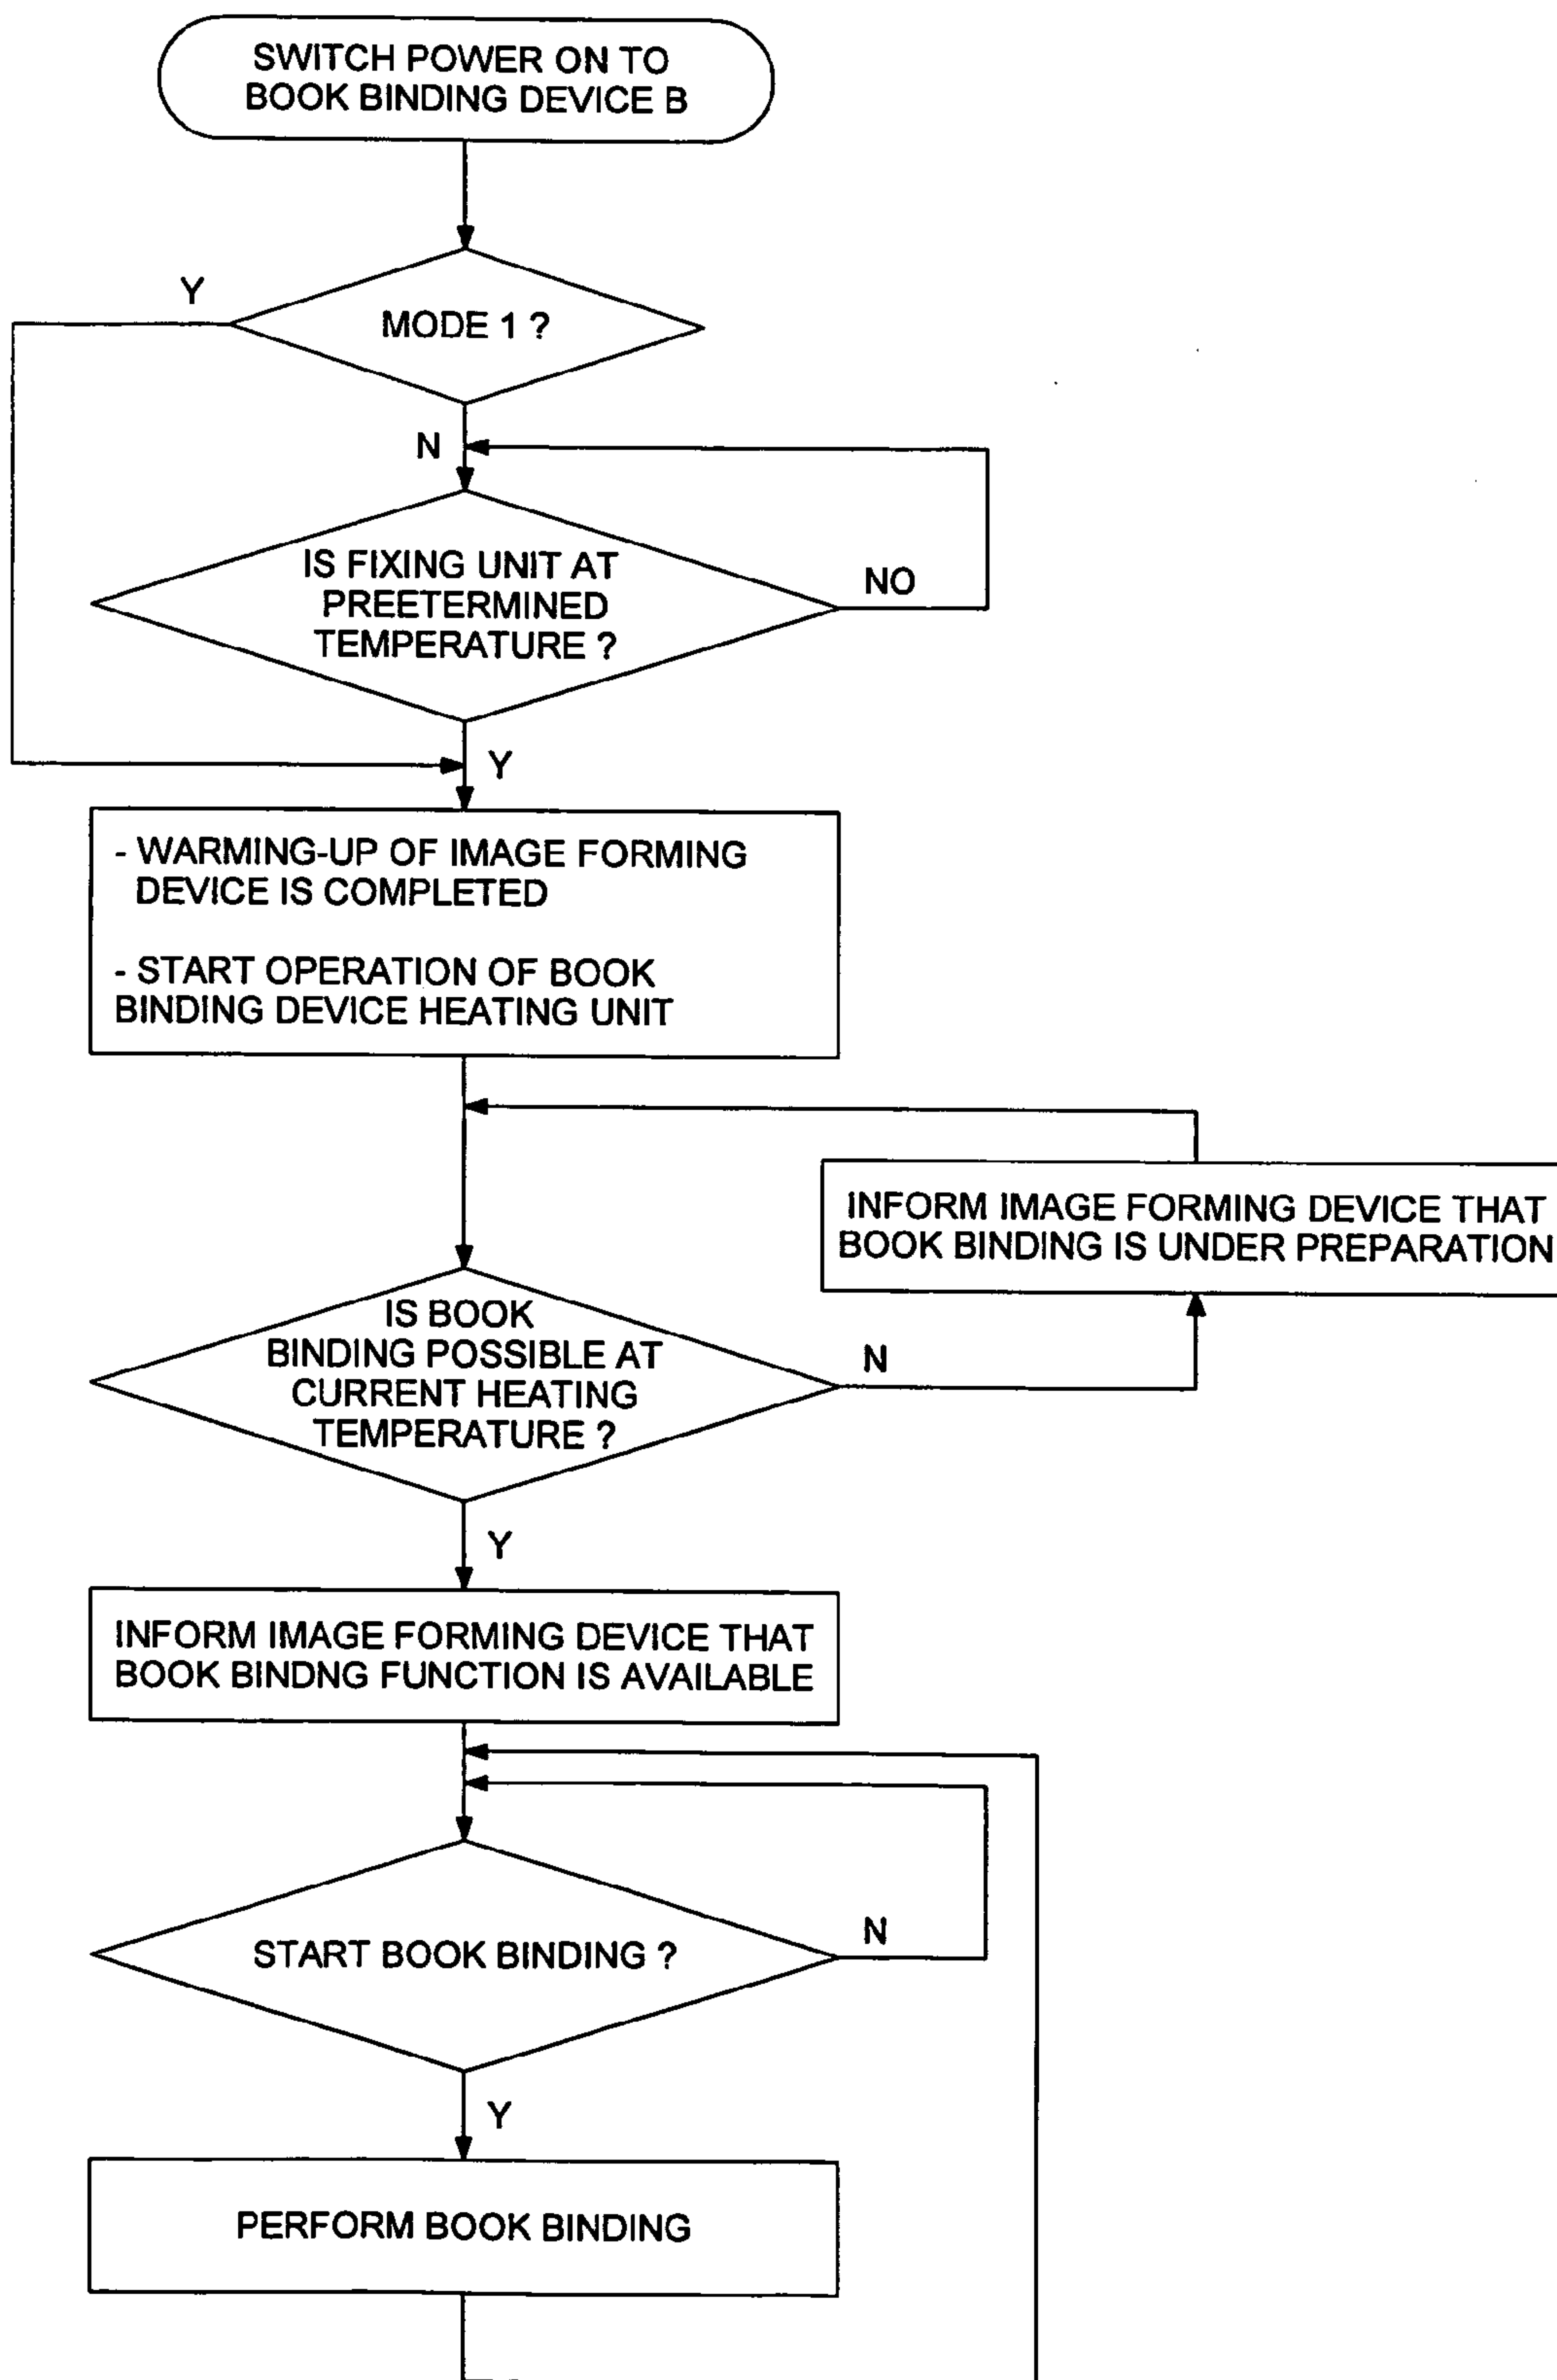 SWITCH POWER ON TO
BOOK BINDING DEVICE B
Y
MODE 1 ?
N
IS FIXING UNIT AT
PREETERMINED
TEMPERATURE ?
NO
Y
- WARMING-UP OF IMAGE FORMING
DEVICE IS COMPLETED
- START OPERATION OF BOOK
BINDING DEVICE HEATING UNIT
INFORM IMAGE FORMING DEVICE THAT
BOOK BINDING IS UNDER PREPARATION
IS BOOK
BINDING POSSIBLE AT
CURRENT HEATING
TEMPERATURE ?
N
Y
INFORM IMAGE FORMING DEVICE THAT
BOOK BINDNG FUNCTION IS AVAILABLE
START BOOK BINDING ?
N
Y
PERFORM BOOK BINDING